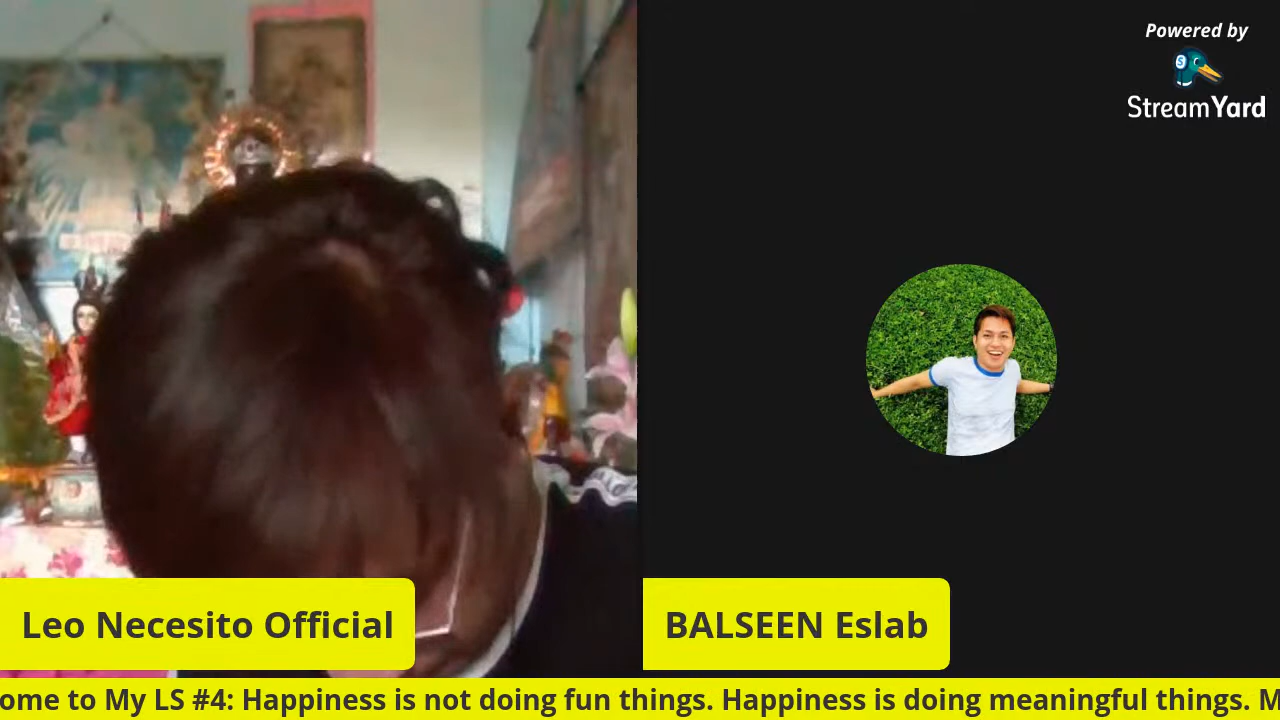 Powered by
StreamYard
Leo Necesito Official
BALSEEN Eslab
ome to My LS #4: Happiness is not doing fun things. Happiness is doing meaningful things. M